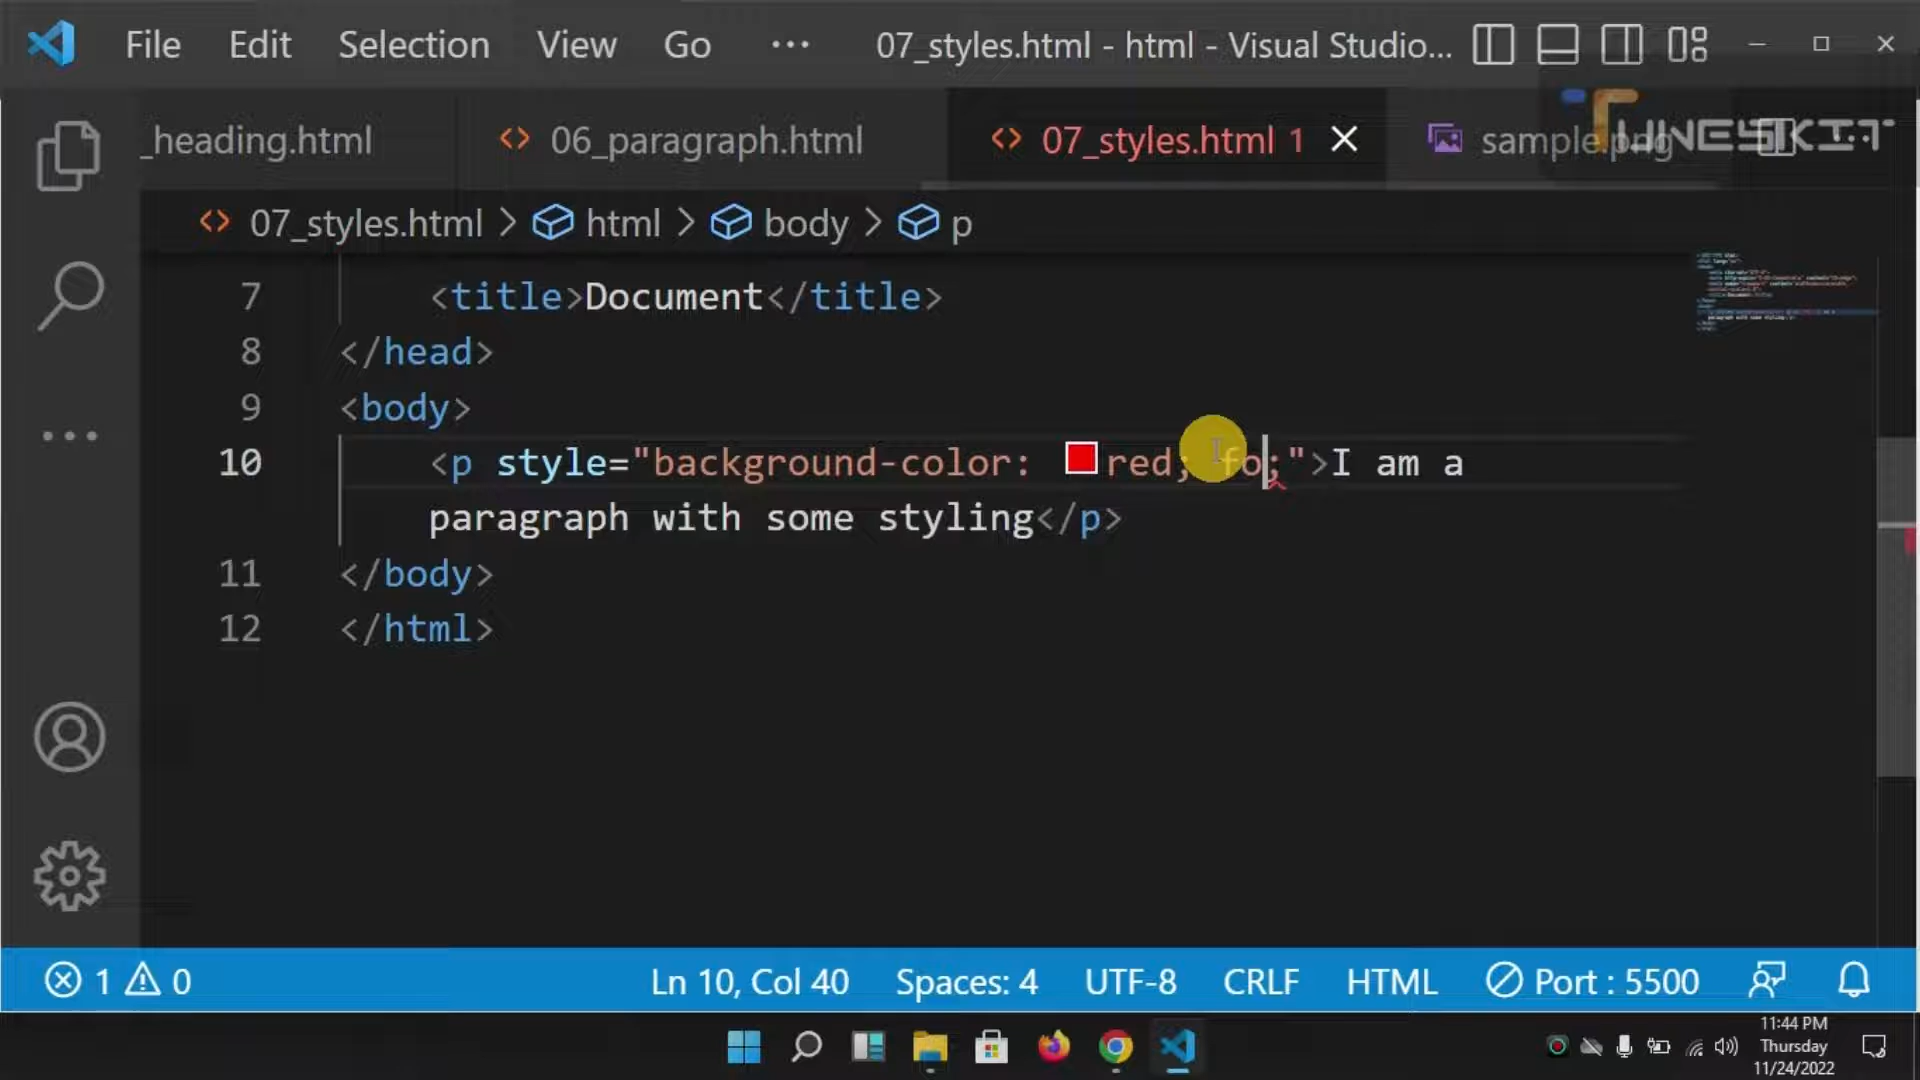 File Edit Selection View Go ... 07_styles.html - html - Visual Studio...
_heading.html 06_paragraph.html 07_styles.html 1 sample.png
UNESKIT
07_styles.html > html > body > p
7 <title>Document</title>
8 </head>
9 <body>
10 <p style="background-color: red; fo;">I am a
paragraph with some styling</p>
11 </body>
12 </html>
1 0 Ln 10, Col 40 Spaces: 4 UTF-8 CRLF HTML Port : 5500
11:44 PM
Thursday
11/24/2022